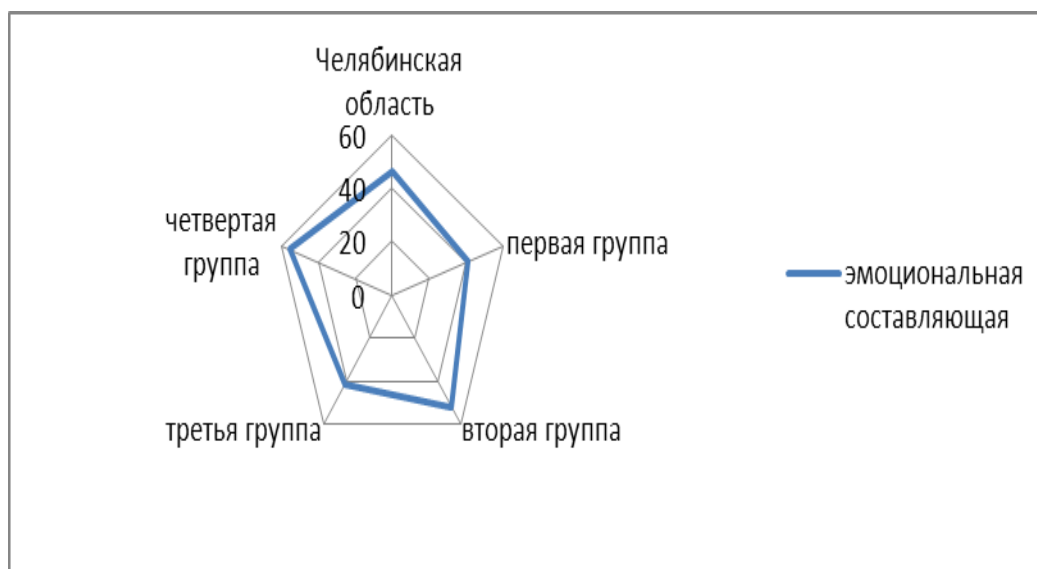 Челябинская
область
60
40
20
0
первая группа
вторая группа
третья группа
четвертая
группа
эмоциональная
составляющая